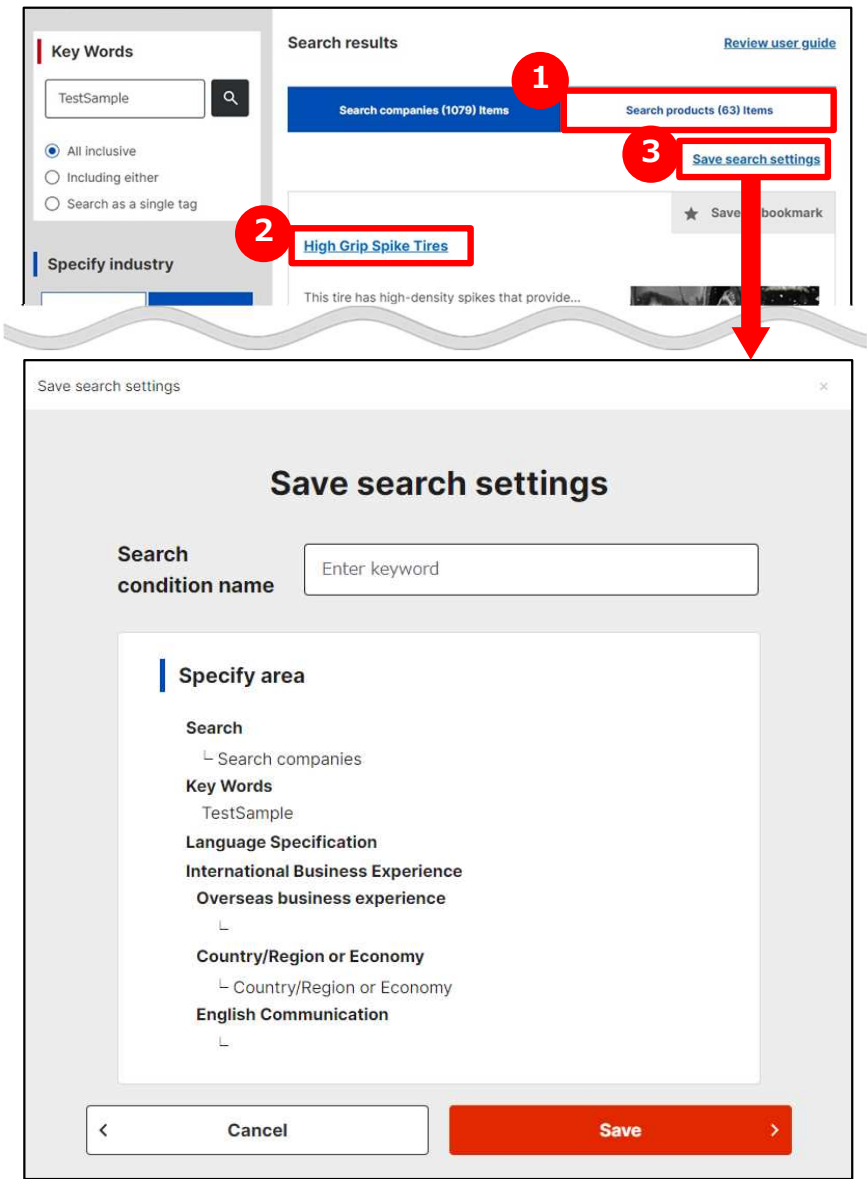 Key Words
TestSample
All inclusive
Including either
Search as a single tag
Specify industry
Search results
Review user guide
1
Search companies (1079) Items
Search products (63) Items
3
Save search settings
Save bookmark
2
High Grip Spike Tires
This tire has high-density spikes that provide...
Save search settings
×
Save search settings
Search
condition name
Enter keyword
Specify area
Search
└ Search companies
Key Words
TestSample
Language Specification
International Business Experience
Overseas business experience
└
Country/Region or Economy
└ Country/Region or Economy
English Communication
└
< Cancel
Save >